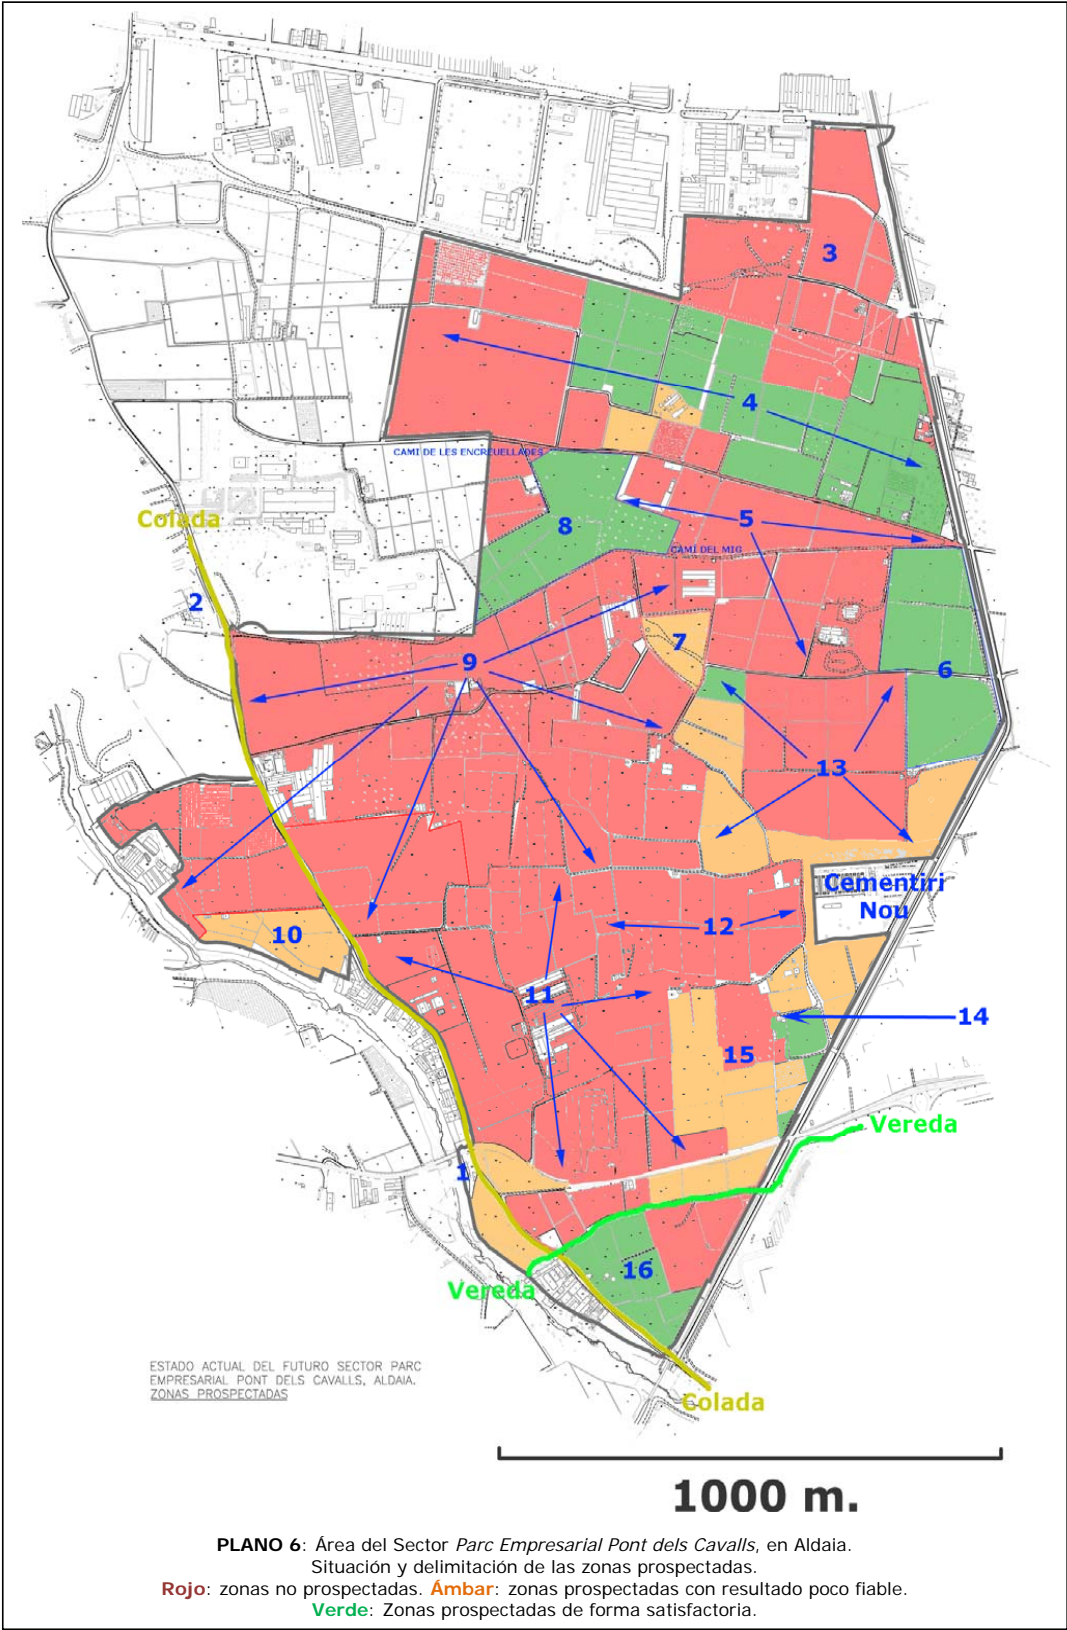 3
4
CAMI DE LES ENCREUELLADES
Colada
8
5
CAMI DEL MIG
2
7
9
6
13
Cementiri
Nou
10
12
11
14
15
Vereda
1
16
Vereda
ESTADO ACTUAL DEL FUTURO SECTOR PARC
EMPRESARIAL PONT DELS CAVALLS, ALDAIA.
ZONAS PROSPECTADAS
Colada
1000 m.
PLANO 6: Área del Sector Parc Empresarial Pont dels Cavalls, en Aldaia.
Situación y delimitación de las zonas prospectadas.
Rojo: zonas no prospectadas. Ámbar: zonas prospectadas con resultado poco fiable.
Verde: Zonas prospectadas de forma satisfactoria.